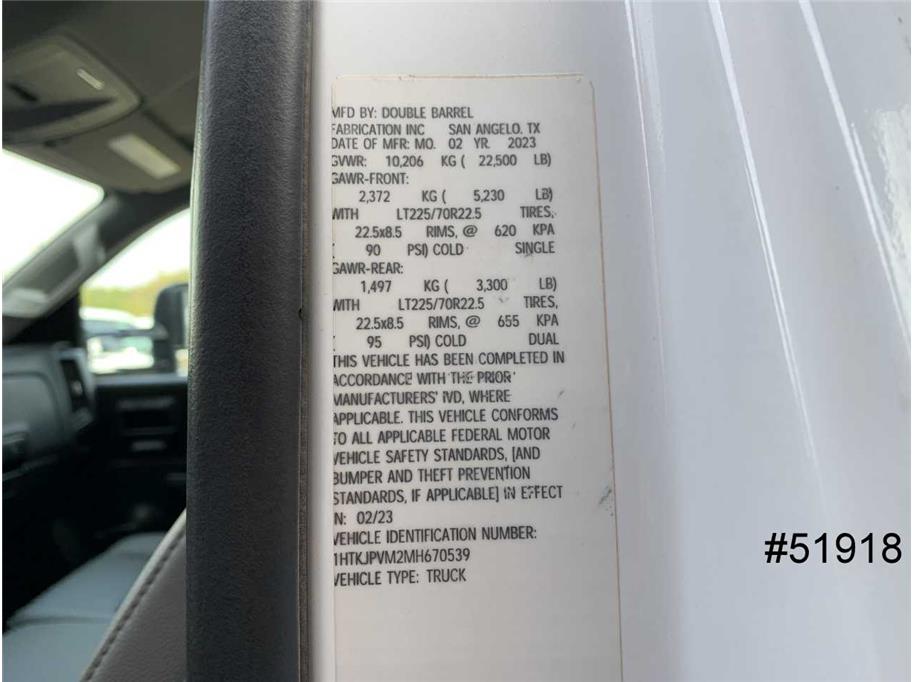 MFD BY: DOUBLE BARREL
FABRICATION INC SAN ANGELO, TX
DATE OF MFR: MO. 02 YR. 2023
GVWR: 10,206 KG ( 22,500 LB)
GAWR-FRONT:
2,372 KG ( 5,230 LB)
WITH LT225/70R22.5 TIRES,
22.5x8.5 RIMS, @ 620 KPA
( 90 PSI) COLD SINGLE
GAWR-REAR:
1,497 KG ( 3,300 LB)
WITH LT225/70R22.5 TIRES,
22.5x8.5 RIMS, @ 655 KPA
( 95 PSI) COLD DUAL
THIS VEHICLE HAS BEEN COMPLETED IN
ACCORDANCE WITH THE PRIOR
MANUFACTURERS' IVD, WHERE
APPLICABLE. THIS VEHICLE CONFORMS
TO ALL APPLICABLE FEDERAL MOTOR
VEHICLE SAFETY STANDARDS, [AND
BUMPER AND THEFT PREVENTION
STANDARDS, IF APPLICABLE] IN EFFECT
IN: 02/23
VEHICLE IDENTIFICATION NUMBER:
1HTKJPVM2MH670539
VEHICLE TYPE: TRUCK
#51918